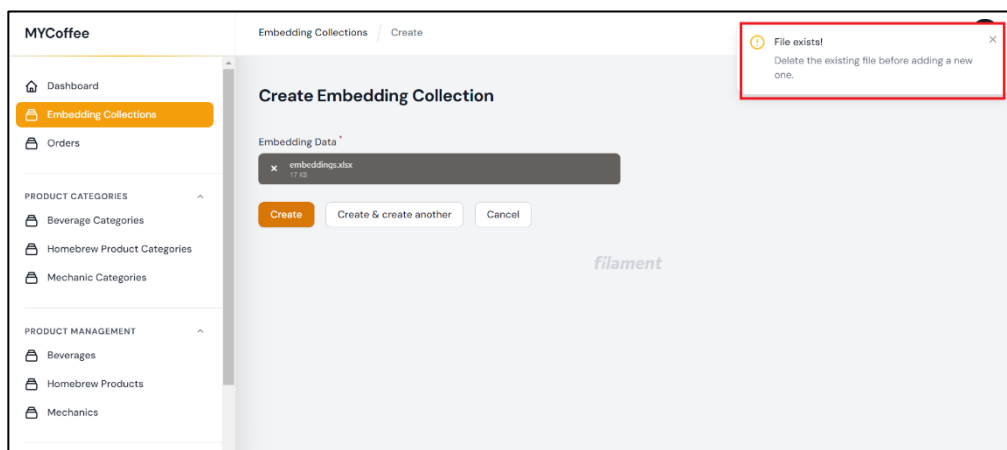 MYCoffee
Embedding Collections / Create
File exists!
Delete the existing file before adding a new
one.
Dashboard
Embedding Collections
Orders
PRODUCT CATEGORIES
Beverage Categories
Homebrew Product Categories
Mechanic Categories
PRODUCT MANAGEMENT
Beverages
Homebrew Products
Mechanics
Create Embedding Collection
Embedding Data*
embeddings.xlsx
17 KB
Create
Create & create another
Cancel
filament